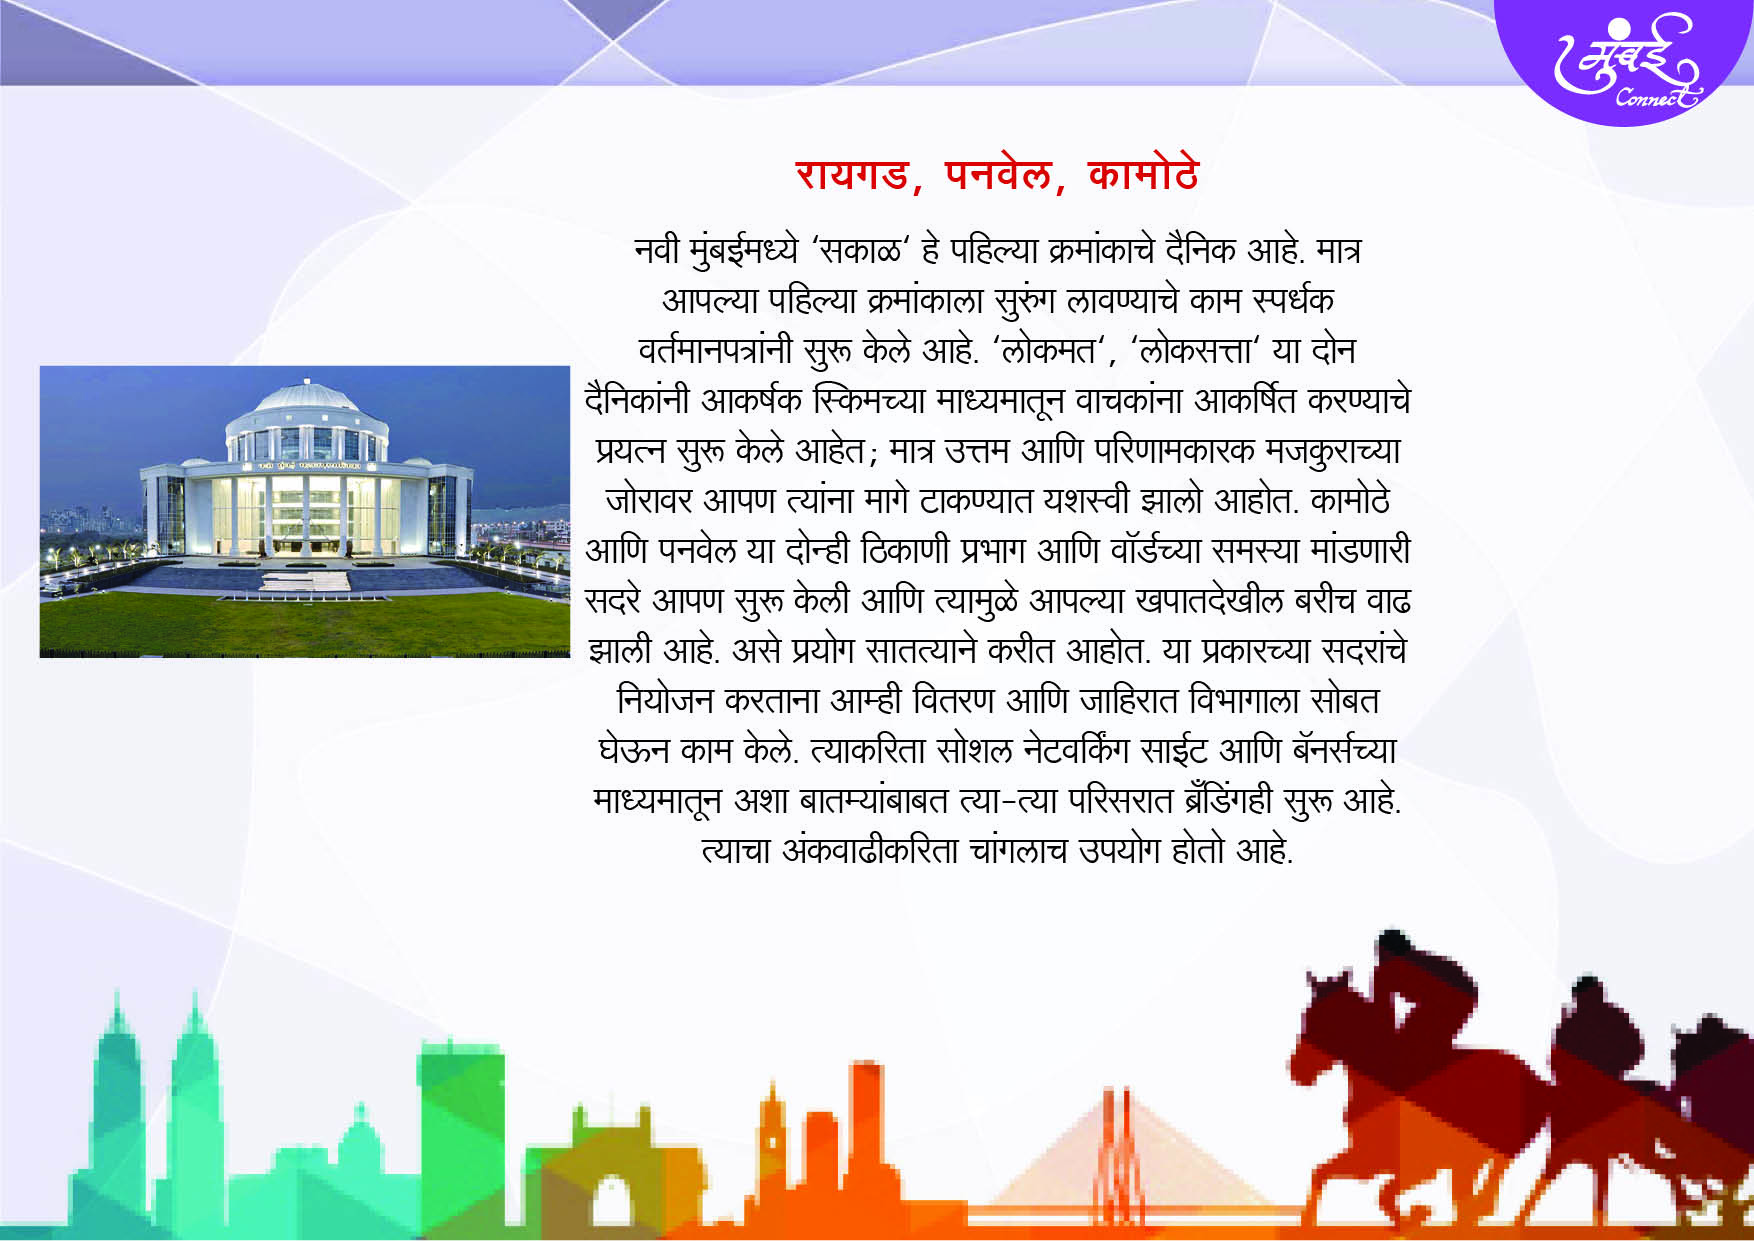 मुंबई
Connect
रायगड, पनवेल, कामोठे
नवी मुंबईमध्ये ‘सकाळ‘ हे पहिल्या क्रमांकाचे दैनिक आहे. मात्र
आपल्या पहिल्या क्रमांकाला सुरुंग लावण्याचे काम स्पर्धक
वर्तमानपत्रांनी सुरू केले आहे. ‘लोकमत‘, ‘लोकसत्ता‘ या दोन
दैनिकांनी आकर्षक स्किमच्या माध्यमातून वाचकांना आकर्षित करण्याचे
प्रयत्न सुरू केले आहेत; मात्र उत्तम आणि परिणामकारक मजकुराच्या
जोरावर आपण त्यांना मागे टाकण्यात यशस्वी झालो आहोत. कामोठे
आणि पनवेल या दोन्ही ठिकाणी प्रभाग आणि वॉर्डच्या समस्या मांडणारी
सदरे आपण सुरू केली आणि त्यामुळे आपल्या खपातदेखील बरीच वाढ
झाली आहे. असे प्रयोग सातत्याने करीत आहोत. या प्रकारच्या सदरांचे
नियोजन करताना आम्ही वितरण आणि जाहिरात विभागाला सोबत
घेऊन काम केले. त्याकरिता सोशल नेटवर्किंग साईट आणि बॅनर्सच्या
माध्यमातून अशा बातम्यांबाबत त्या-त्या परिसरात ब्रँडिंगही सुरू आहे.
त्याचा अंकवाढीकरिता चांगलाच उपयोग होतो आहे.